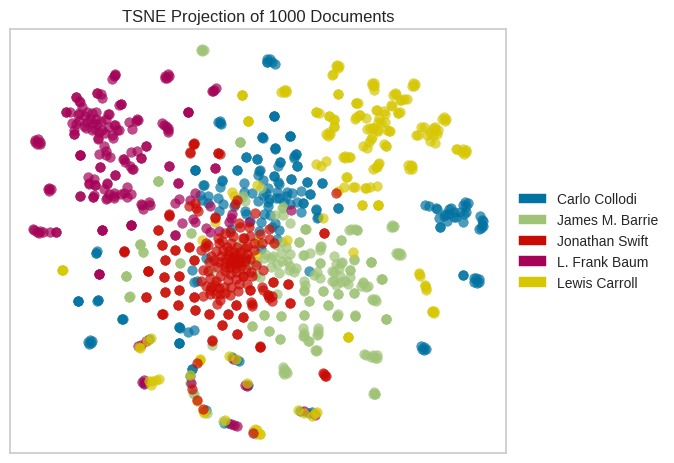 TSNE Projection of 1000 Documents
Carlo Collodi
James M. Barrie
Jonathan Swift
L. Frank Baum
Lewis Carroll